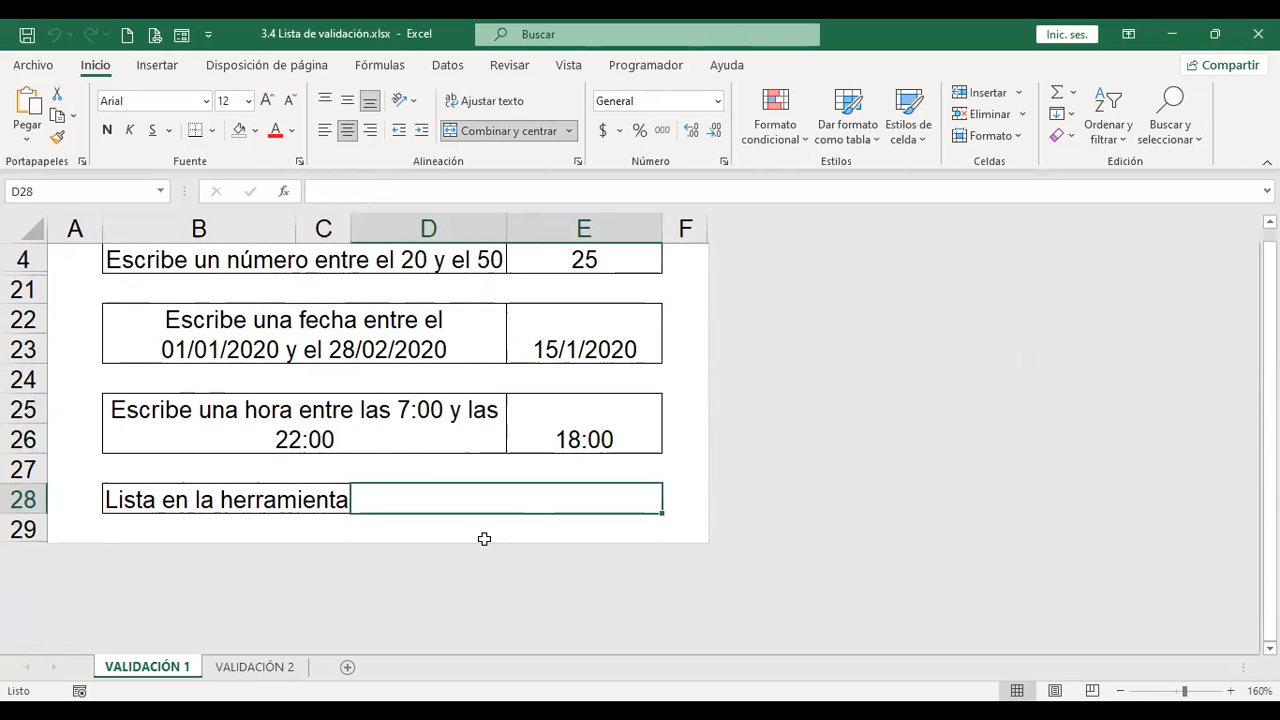 3.4 Lista de validación.xlsx - Excel
Buscar
Inic. ses.
Archivo
Inicio
Insertar
Disposición de página
Fórmulas
Datos
Revisar
Vista
Programador
Ayuda
Compartir
Pegar
Portapapeles
Arial
12
N K S
Fuente
Ajustar texto
Combinar y centrar
Alineación
General
$ % 000
Número
Formato
condicional
Dar formato
como tabla
Estilos de
celda
Estilos
Insertar
Eliminar
Formato
Celdas
Ordenar y
filtrar
Buscar y
seleccionar
Edición
D28
fx
A B C D E F
4 Escribe un número entre el 20 y el 50 25
21
22 Escribe una fecha entre el
23 01/01/2020 y el 28/02/2020 15/1/2020
24
25 Escribe una hora entre las 7:00 y las
26 22:00 18:00
27
28 Lista en la herramienta
29
VALIDACIÓN 1
VALIDACIÓN 2
Listo
160%